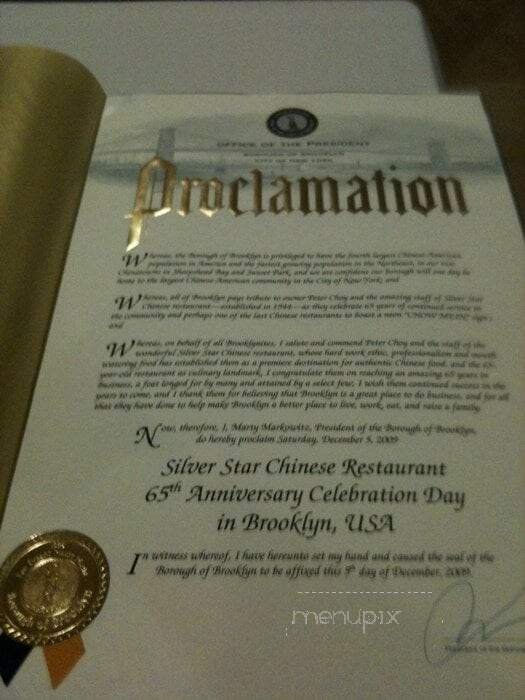 OFFICE OF THE PRESIDENT
BOROUGH OF BROOKLYN
CITY OF NEW YORK
Proclamation
Whereas, the Borough of Brooklyn is privileged to have the fourth largest Chinese American
population in America and the fastest growing population in the Northeast, in our two
Chinatowns in Sheepshead Bay and Sunset Park, and we are confident our borough will one day be
home to the largest Chinese American community in the City of New York; and
Whereas, all of Brooklyn pays tribute to owner Peter Choy and the amazing staff of Silver Star
Chinese restaurant—established in 1944—as they celebrate 65 years of continued service to
the community and perhaps one of the last Chinese restaurants to boast a neon "CHOW MEIN" sign;
and
Whereas, on behalf of all Brooklynites, I salute and commend Peter Choy and the staff of the
wonderful Silver Star Chinese restaurant, whose hard work ethic, professionalism and mouth
watering food has established them as a premiere destination for authentic Chinese food, and the 65-
year-old restaurant as culinary landmark, I congratulate them on reaching an amazing 65 years in
business, a feat longed for by many and attained by a select few, I wish them continued success in the
years to come, and I thank them for believing that Brooklyn is a great place to do business, and for all
that they have done to help make Brooklyn a better place to live, work, eat, and raise a family.
Now, therefore, I, Marty Markowitz, President of the Borough of Brooklyn,
do hereby proclaim Saturday, December 5, 2009
Silver Star Chinese Restaurant
65th Anniversary Celebration Day
in Brooklyn, USA
In witness whereof, I have hereunto set my hand and caused the seal of the
Borough of Brooklyn to be affixed this 5th day of December, 2009.
menupix